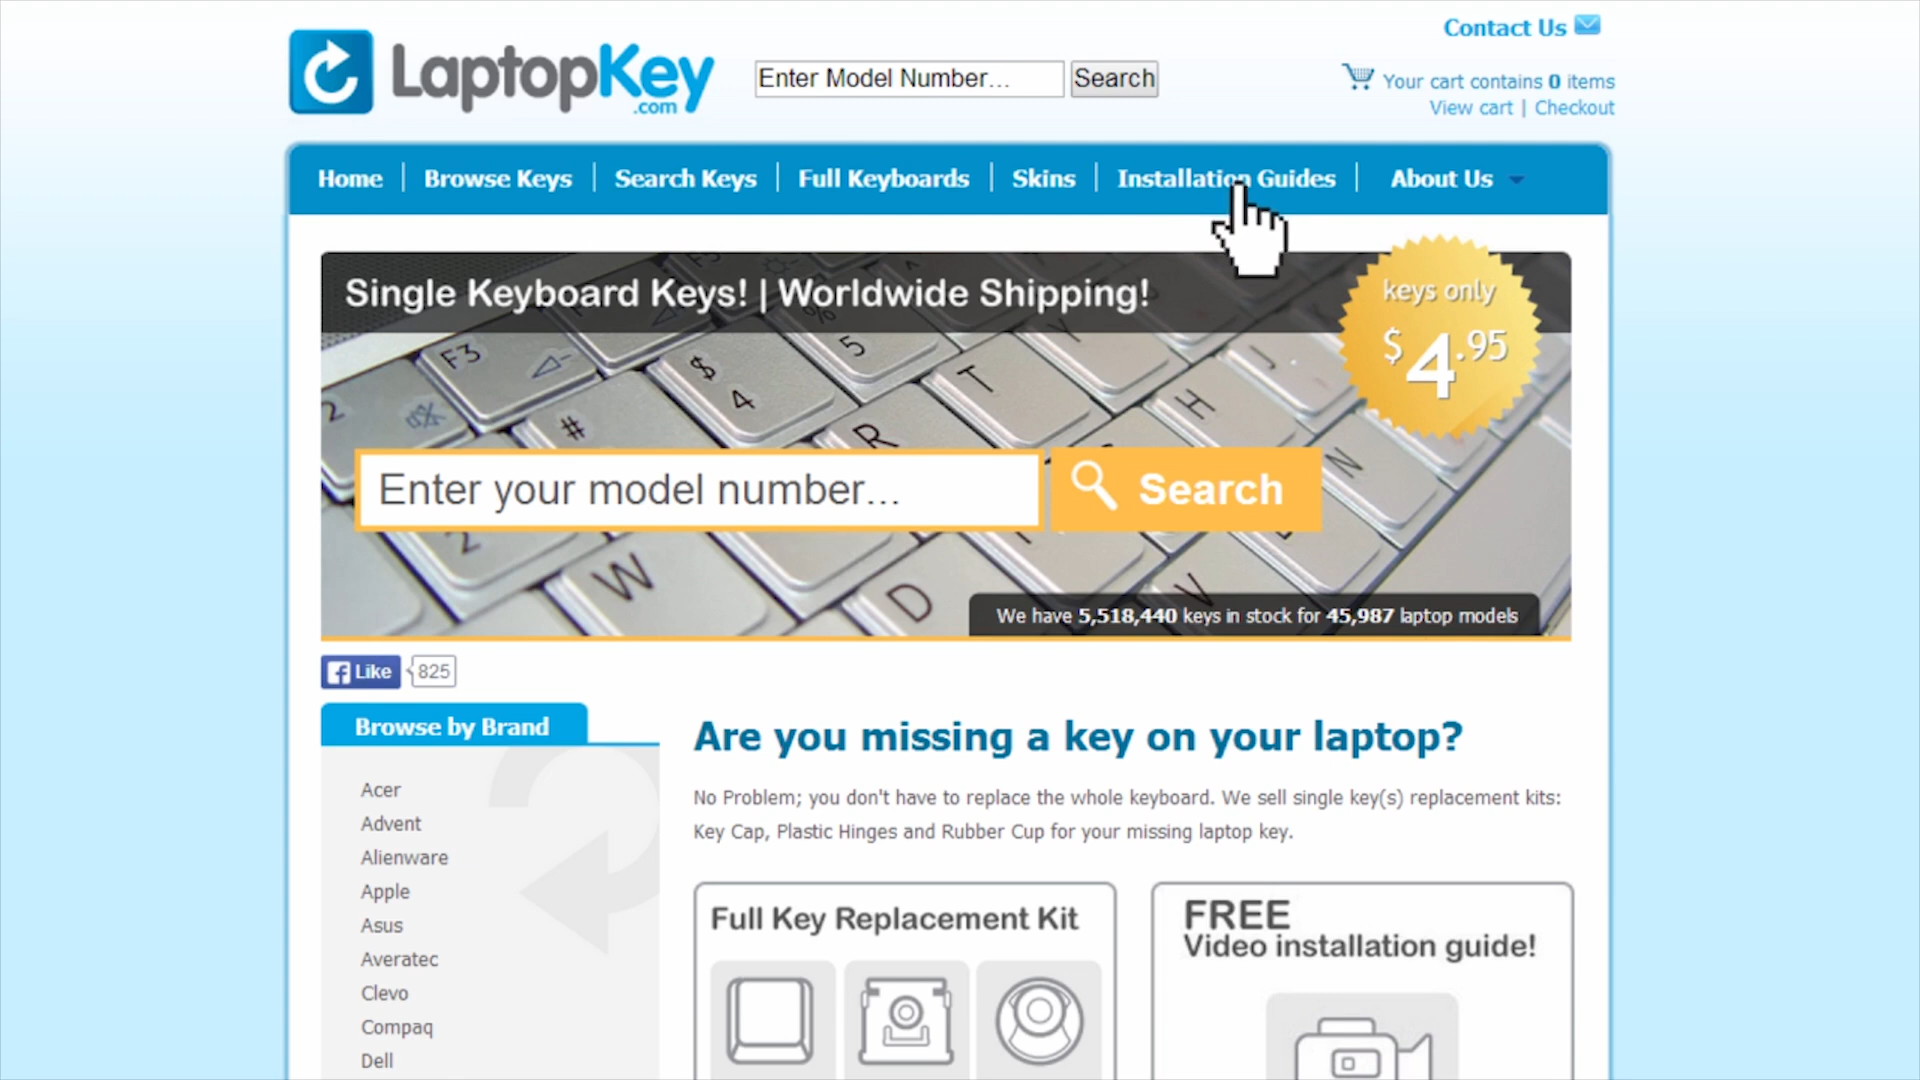 Contact Us
LaptopKey
.com
Enter Model Number...
Search
Your cart contains 0 items
View cart | Checkout
Home
Browse Keys
Search Keys
Full Keyboards
Skins
Installation Guides
About Us
Single Keyboard Keys! | Worldwide Shipping!
keys only
$4.95
F3
$
4
%
5
2
#
R
T
H
J
N
Enter your model number...
Search
2
W
D
V
We have 5,518,440 keys in stock for 45,987 laptop models
Like
825
Browse by Brand
Acer
Advent
Alienware
Apple
Asus
Averatec
Clevo
Compaq
Dell
Are you missing a key on your laptop?
No Problem; you don't have to replace the whole keyboard. We sell single key(s) replacement kits:
Key Cap, Plastic Hinges and Rubber Cup for your missing laptop key.
Full Key Replacement Kit
FREE
Video installation guide!